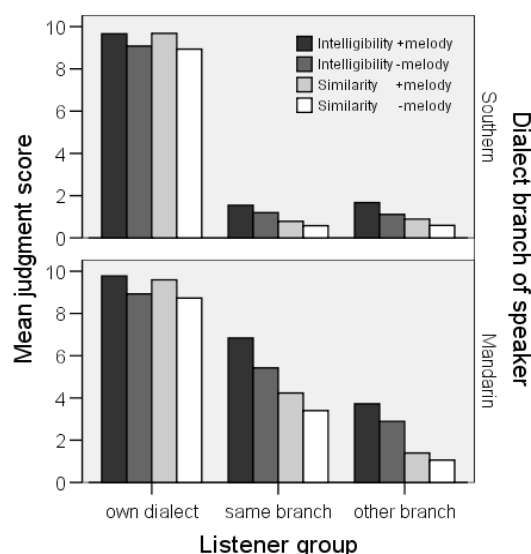 Intelligibility +melody
Intelligibility -melody
Similarity +melody
Similarity -melody
10
8
6
4
2
0
Southern
10
8
6
4
2
0
Mandarin
Mean judgment score
Dialect branch of speaker
own dialect same branch other branch
Listener group